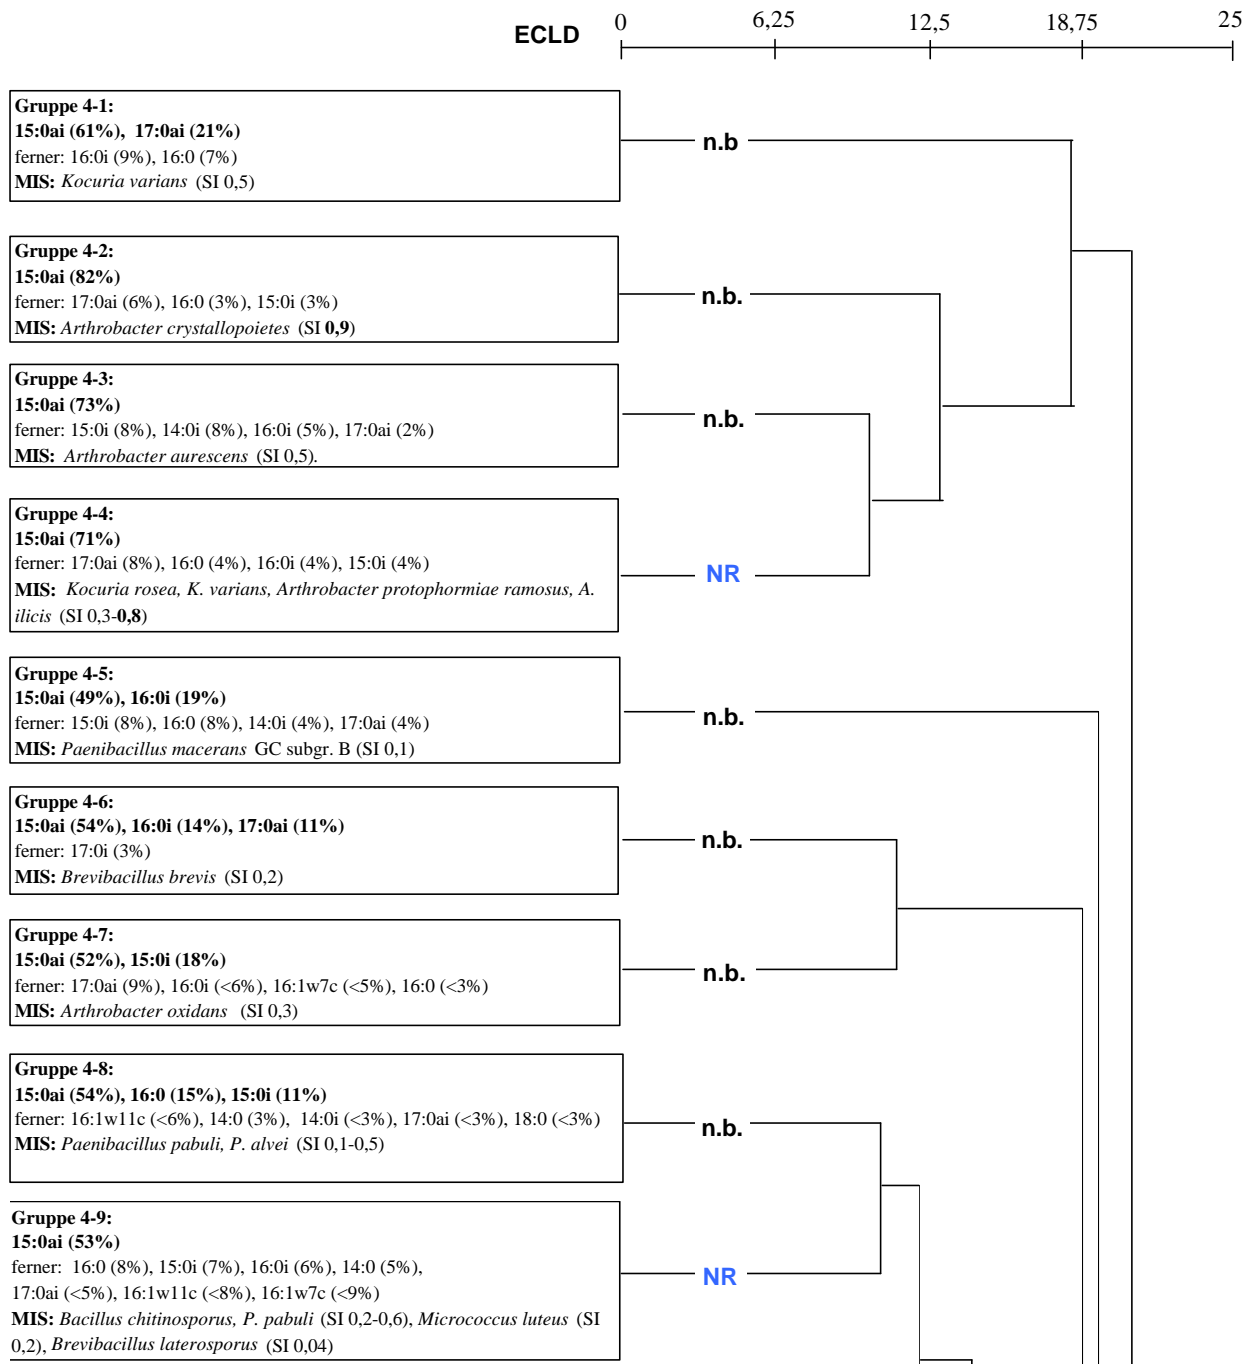 ECLD 0 6,25 12,5 18,75 25
Gruppe 4-1:
15:0ai (61%), 17:0ai (21%)
ferner: 16:0i (9%), 16:0 (7%)
MIS: Kocuria varians (SI 0,5)
n.b
Gruppe 4-2:
15:0ai (82%)
ferner: 17:0ai (6%), 16:0 (3%), 15:0i (3%)
MIS: Arthrobacter crystallopoietes (SI 0,9)
n.b.
Gruppe 4-3:
15:0ai (73%)
ferner: 15:0i (8%), 14:0i (8%), 16:0i (5%), 17:0ai (2%)
MIS: Arthrobacter aurescens (SI 0,5).
n.b.
Gruppe 4-4:
15:0ai (71%)
ferner: 17:0ai (8%), 16:0 (4%), 16:0i (4%), 15:0i (4%)
MIS: Kocuria rosea, K. varians, Arthrobacter protophormiae ramosus, A.
ilicis (SI 0,3-0,8)
NR
Gruppe 4-5:
15:0ai (49%), 16:0i (19%)
ferner: 15:0i (8%), 16:0 (8%), 14:0i (4%), 17:0ai (4%)
MIS: Paenibacillus macerans GC subgr. B (SI 0,1)
n.b.
Gruppe 4-6:
15:0ai (54%), 16:0i (14%), 17:0ai (11%)
ferner: 17:0i (3%)
MIS: Brevibacillus brevis (SI 0,2)
n.b.
Gruppe 4-7:
15:0ai (52%), 15:0i (18%)
ferner: 17:0ai (9%), 16:0i (<6%), 16:1w7c (<5%), 16:0 (<3%)
MIS: Arthrobacter oxidans (SI 0,3)
n.b.
Gruppe 4-8:
15:0ai (54%), 16:0 (15%), 15:0i (11%)
ferner: 16:1w11c (<6%), 14:0 (3%), 14:0i (<3%), 17:0ai (<3%), 18:0 (<3%)
MIS: Paenibacillus pabuli, P. alvei (SI 0,1-0,5)
n.b.
Gruppe 4-9:
15:0ai (53%)
ferner: 16:0 (8%), 15:0i (7%), 16:0i (6%), 14:0 (5%),
17:0ai (<5%), 16:1w11c (<8%), 16:1w7c (<9%)
MIS: Bacillus chitinosporus, P. pabuli (SI 0,2-0,6), Micrococcus luteus (SI
0,2), Brevibacillus laterosporus (SI 0,04)
NR